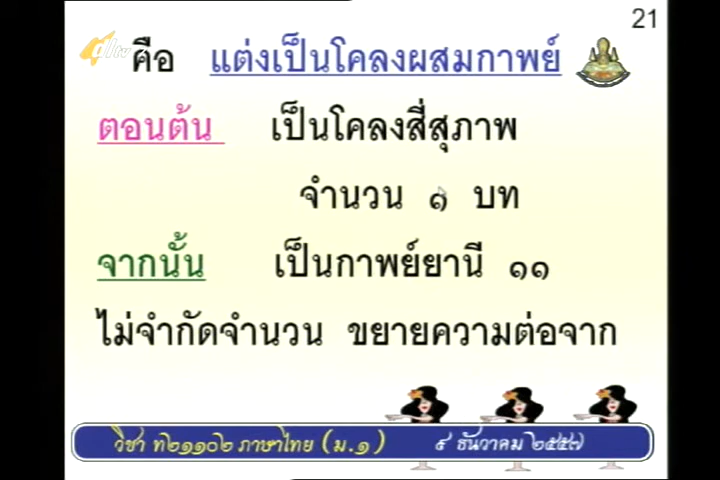 21
dltv
คือ แต่งเป็นโคลงผสมกาพย์
ตอนต้น เป็นโคลงสี่สุภาพ
จำนวน ๑ บท
จากนั้น เป็นกาพย์ยานี ๑๑
ไม่จำกัดจำนวน ขยายความต่อจาก
วิชา ท๒๑๑๐๒ ภาษาไทย (ม.๑) ๙ ธันวาคม ๒๕๕๗